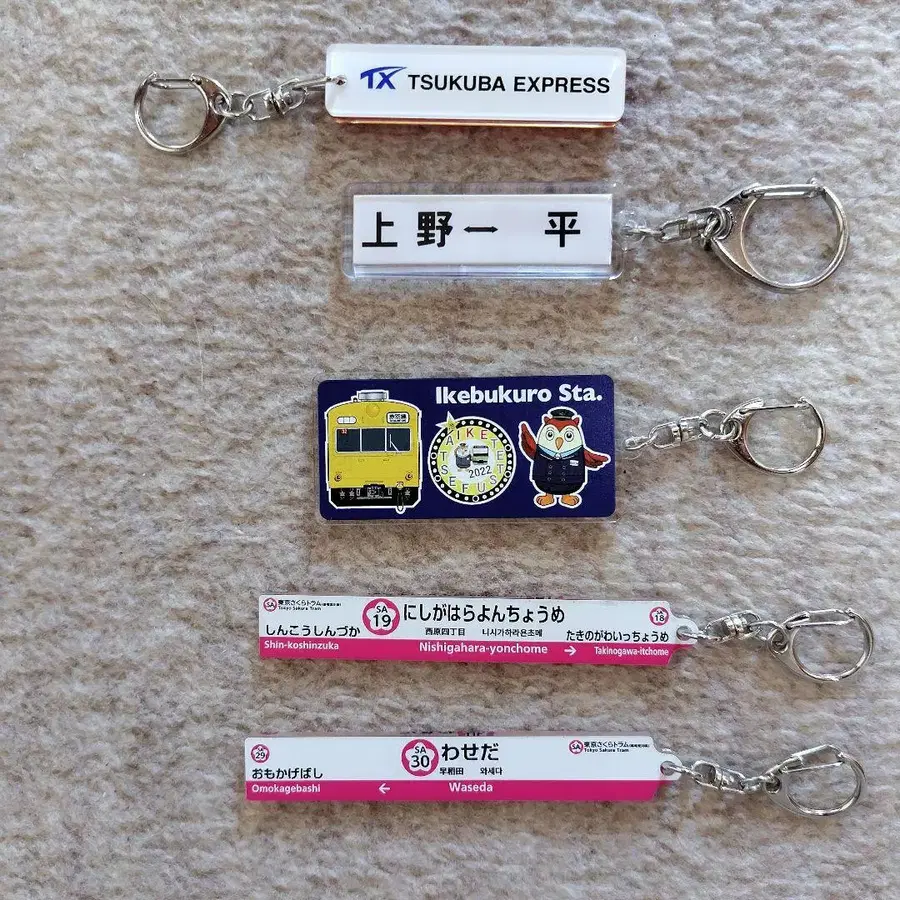 TX TSUKUBA EXPRESS
上野→ 平
Ikebukuro Sta.
IKETETSEFUSTA
2022
SA 東京さくらトラム
Tokyo Sakura Tram
SA 19 にしがはらよんちょうめ
SA 18
西原四丁目 니시가하라욘초메
しんこうしんづか
たきのがわいっちょうめ
Shin-koshinzuka Nishigahara-yonchome → Takinogawa-itchome
SA 29
SA 30 わせだ
SA 東京さくらトラム
Tokyo Sakura Tram
早稲田 와세다
おもかげばし
Omokagebashi ← Waseda